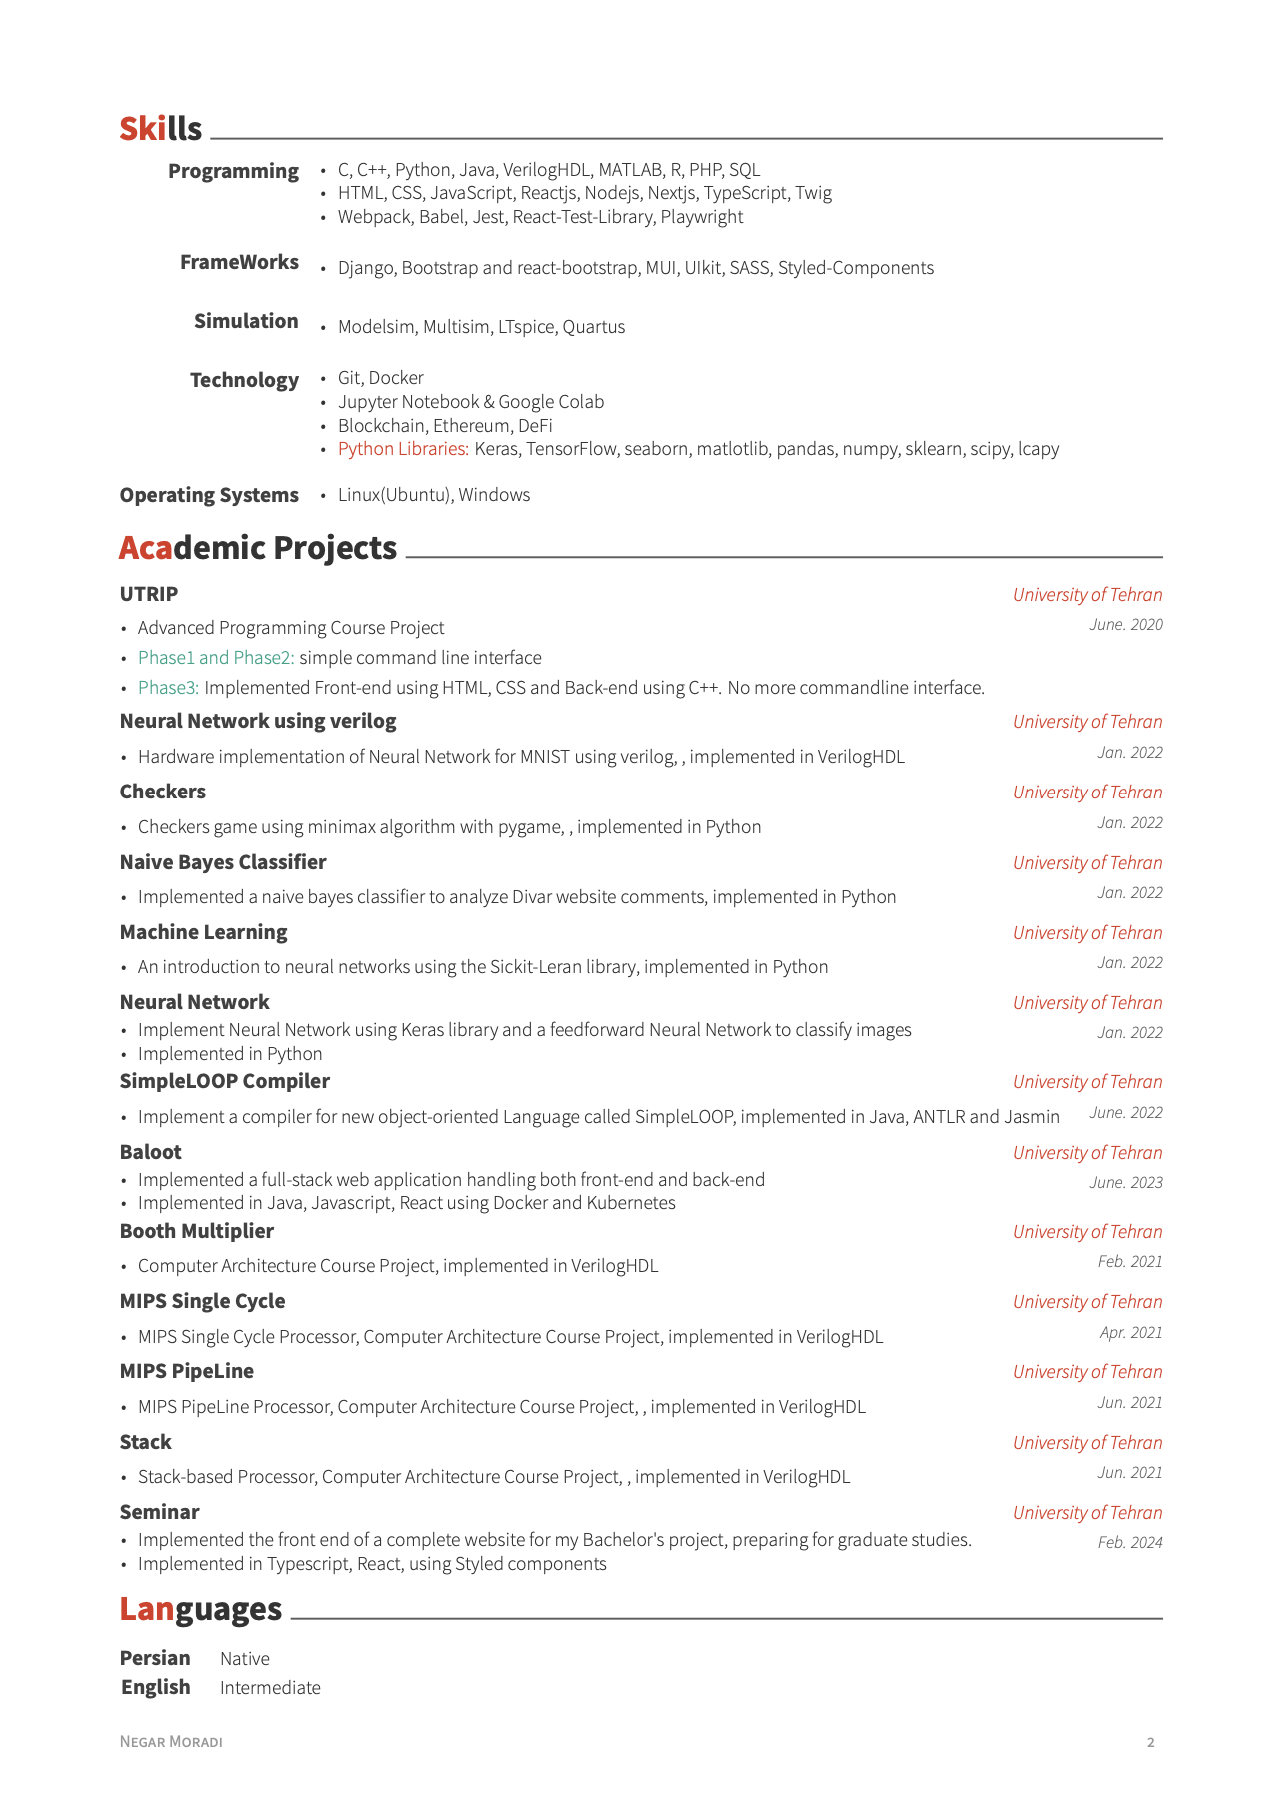 Skills
Programming • C, C++, Python, Java, VerilogHDL, MATLAB, R, PHP, SQL
• HTML, CSS, JavaScript, Reactjs, Nodejs, Nextjs, TypeScript, Twig
• Webpack, Babel, Jest, React-Test-Library, Playwright
FrameWorks • Django, Bootstrap and react-bootstrap, MUI, UIkit, SASS, Styled-Components
Simulation • Modelsim, Multisim, LTspice, Quartus
Technology • Git, Docker
• Jupyter Notebook & Google Colab
• Blockchain, Ethereum, DeFi
• Python Libraries: Keras, TensorFlow, seaborn, matlotlib, pandas, numpy, sklearn, scipy, lcapy
Operating Systems • Linux(Ubuntu), Windows
Academic Projects
UTRIP University of Tehran
• Advanced Programming Course Project June. 2020
• Phase1 and Phase2: simple command line interface
• Phase3: Implemented Front-end using HTML, CSS and Back-end using C++. No more commandline interface.
Neural Network using verilog University of Tehran
• Hardware implementation of Neural Network for MNIST using verilog, , implemented in VerilogHDL Jan. 2022
Checkers University of Tehran
• Checkers game using minimax algorithm with pygame, , implemented in Python Jan. 2022
Naive Bayes Classifier University of Tehran
• Implemented a naive bayes classifier to analyze Divar website comments, implemented in Python Jan. 2022
Machine Learning University of Tehran
• An introduction to neural networks using the Sickit-Leran library, implemented in Python Jan. 2022
Neural Network University of Tehran
• Implement Neural Network using Keras library and a feedforward Neural Network to classify images Jan. 2022
• Implemented in Python
SimpleLOOP Compiler University of Tehran
• Implement a compiler for new object-oriented Language called SimpleLOOP, implemented in Java, ANTLR and Jasmin June. 2022
Baloot University of Tehran
• Implemented a full-stack web application handling both front-end and back-end June. 2023
• Implemented in Java, Javascript, React using Docker and Kubernetes
Booth Multiplier University of Tehran
• Computer Architecture Course Project, implemented in VerilogHDL Feb. 2021
MIPS Single Cycle University of Tehran
• MIPS Single Cycle Processor, Computer Architecture Course Project, implemented in VerilogHDL Apr. 2021
MIPS PipeLine University of Tehran
• MIPS PipeLine Processor, Computer Architecture Course Project, , implemented in VerilogHDL Jun. 2021
Stack University of Tehran
• Stack-based Processor, Computer Architecture Course Project, , implemented in VerilogHDL Jun. 2021
Seminar University of Tehran
• Implemented the front end of a complete website for my Bachelor's project, preparing for graduate studies. Feb. 2024
• Implemented in Typescript, React, using Styled components
Languages
Persian Native
English Intermediate
Negar Moradi 2